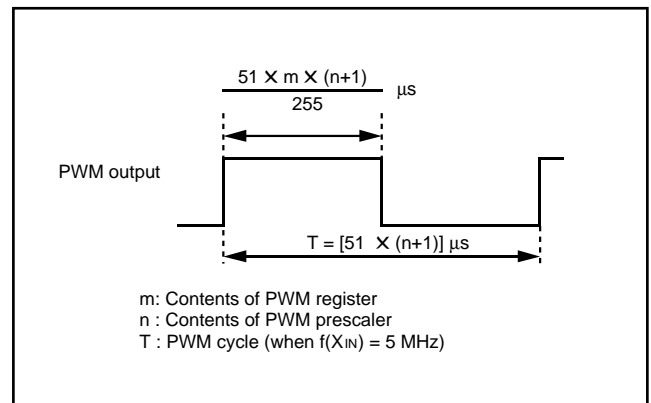 51 × m × (n+1)
255
μs
PWM output
T = [51 × (n+1)] μs
m: Contents of PWM register
n : Contents of PWM prescaler
T : PWM cycle (when f(XIN) = 5 MHz)